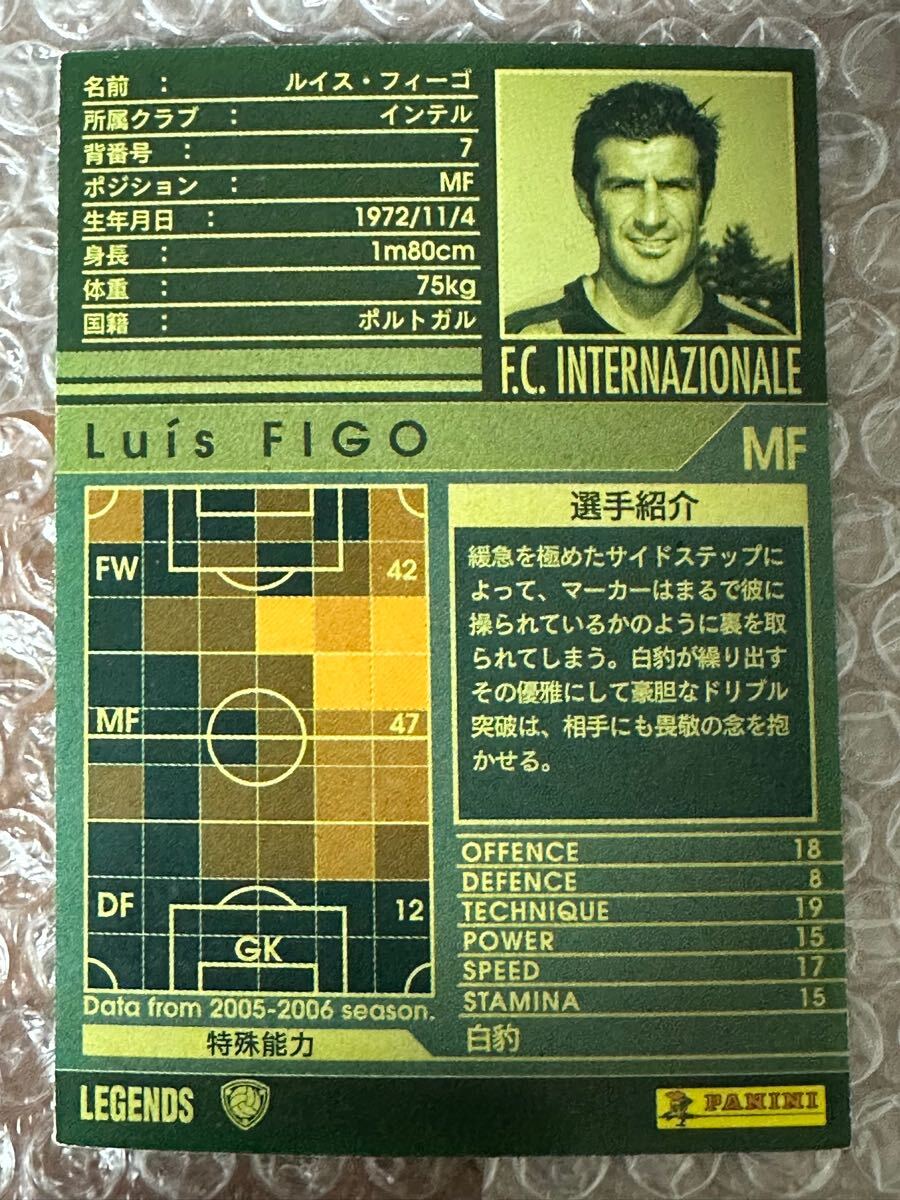 名前 : ルイス・フィーゴ
所属クラブ : インテル
背番号 : 7
ポジション : MF
生年月日 : 1972/11/4
身長 : 1m80cm
体重 : 75kg
国籍 : ポルトガル
F.C. INTERNAZIONALE
Luís FIGO
MF
FW 42
MF 47
DF 12
GK
Data from 2005-2006 season.
選手紹介
緩急を極めたサイドステップに
よって、マーカーはまるで彼に
操られているかのように裏を取
られてしまう。白豹が繰り出す
その優雅にして豪胆なドリブル
突破は、相手にも畏敬の念を抱
かせる。
OFFENCE 18
DEFENCE 8
TECHNIQUE 19
POWER 15
SPEED 17
STAMINA 15
特殊能力 白豹
LEGENDS
PANINI